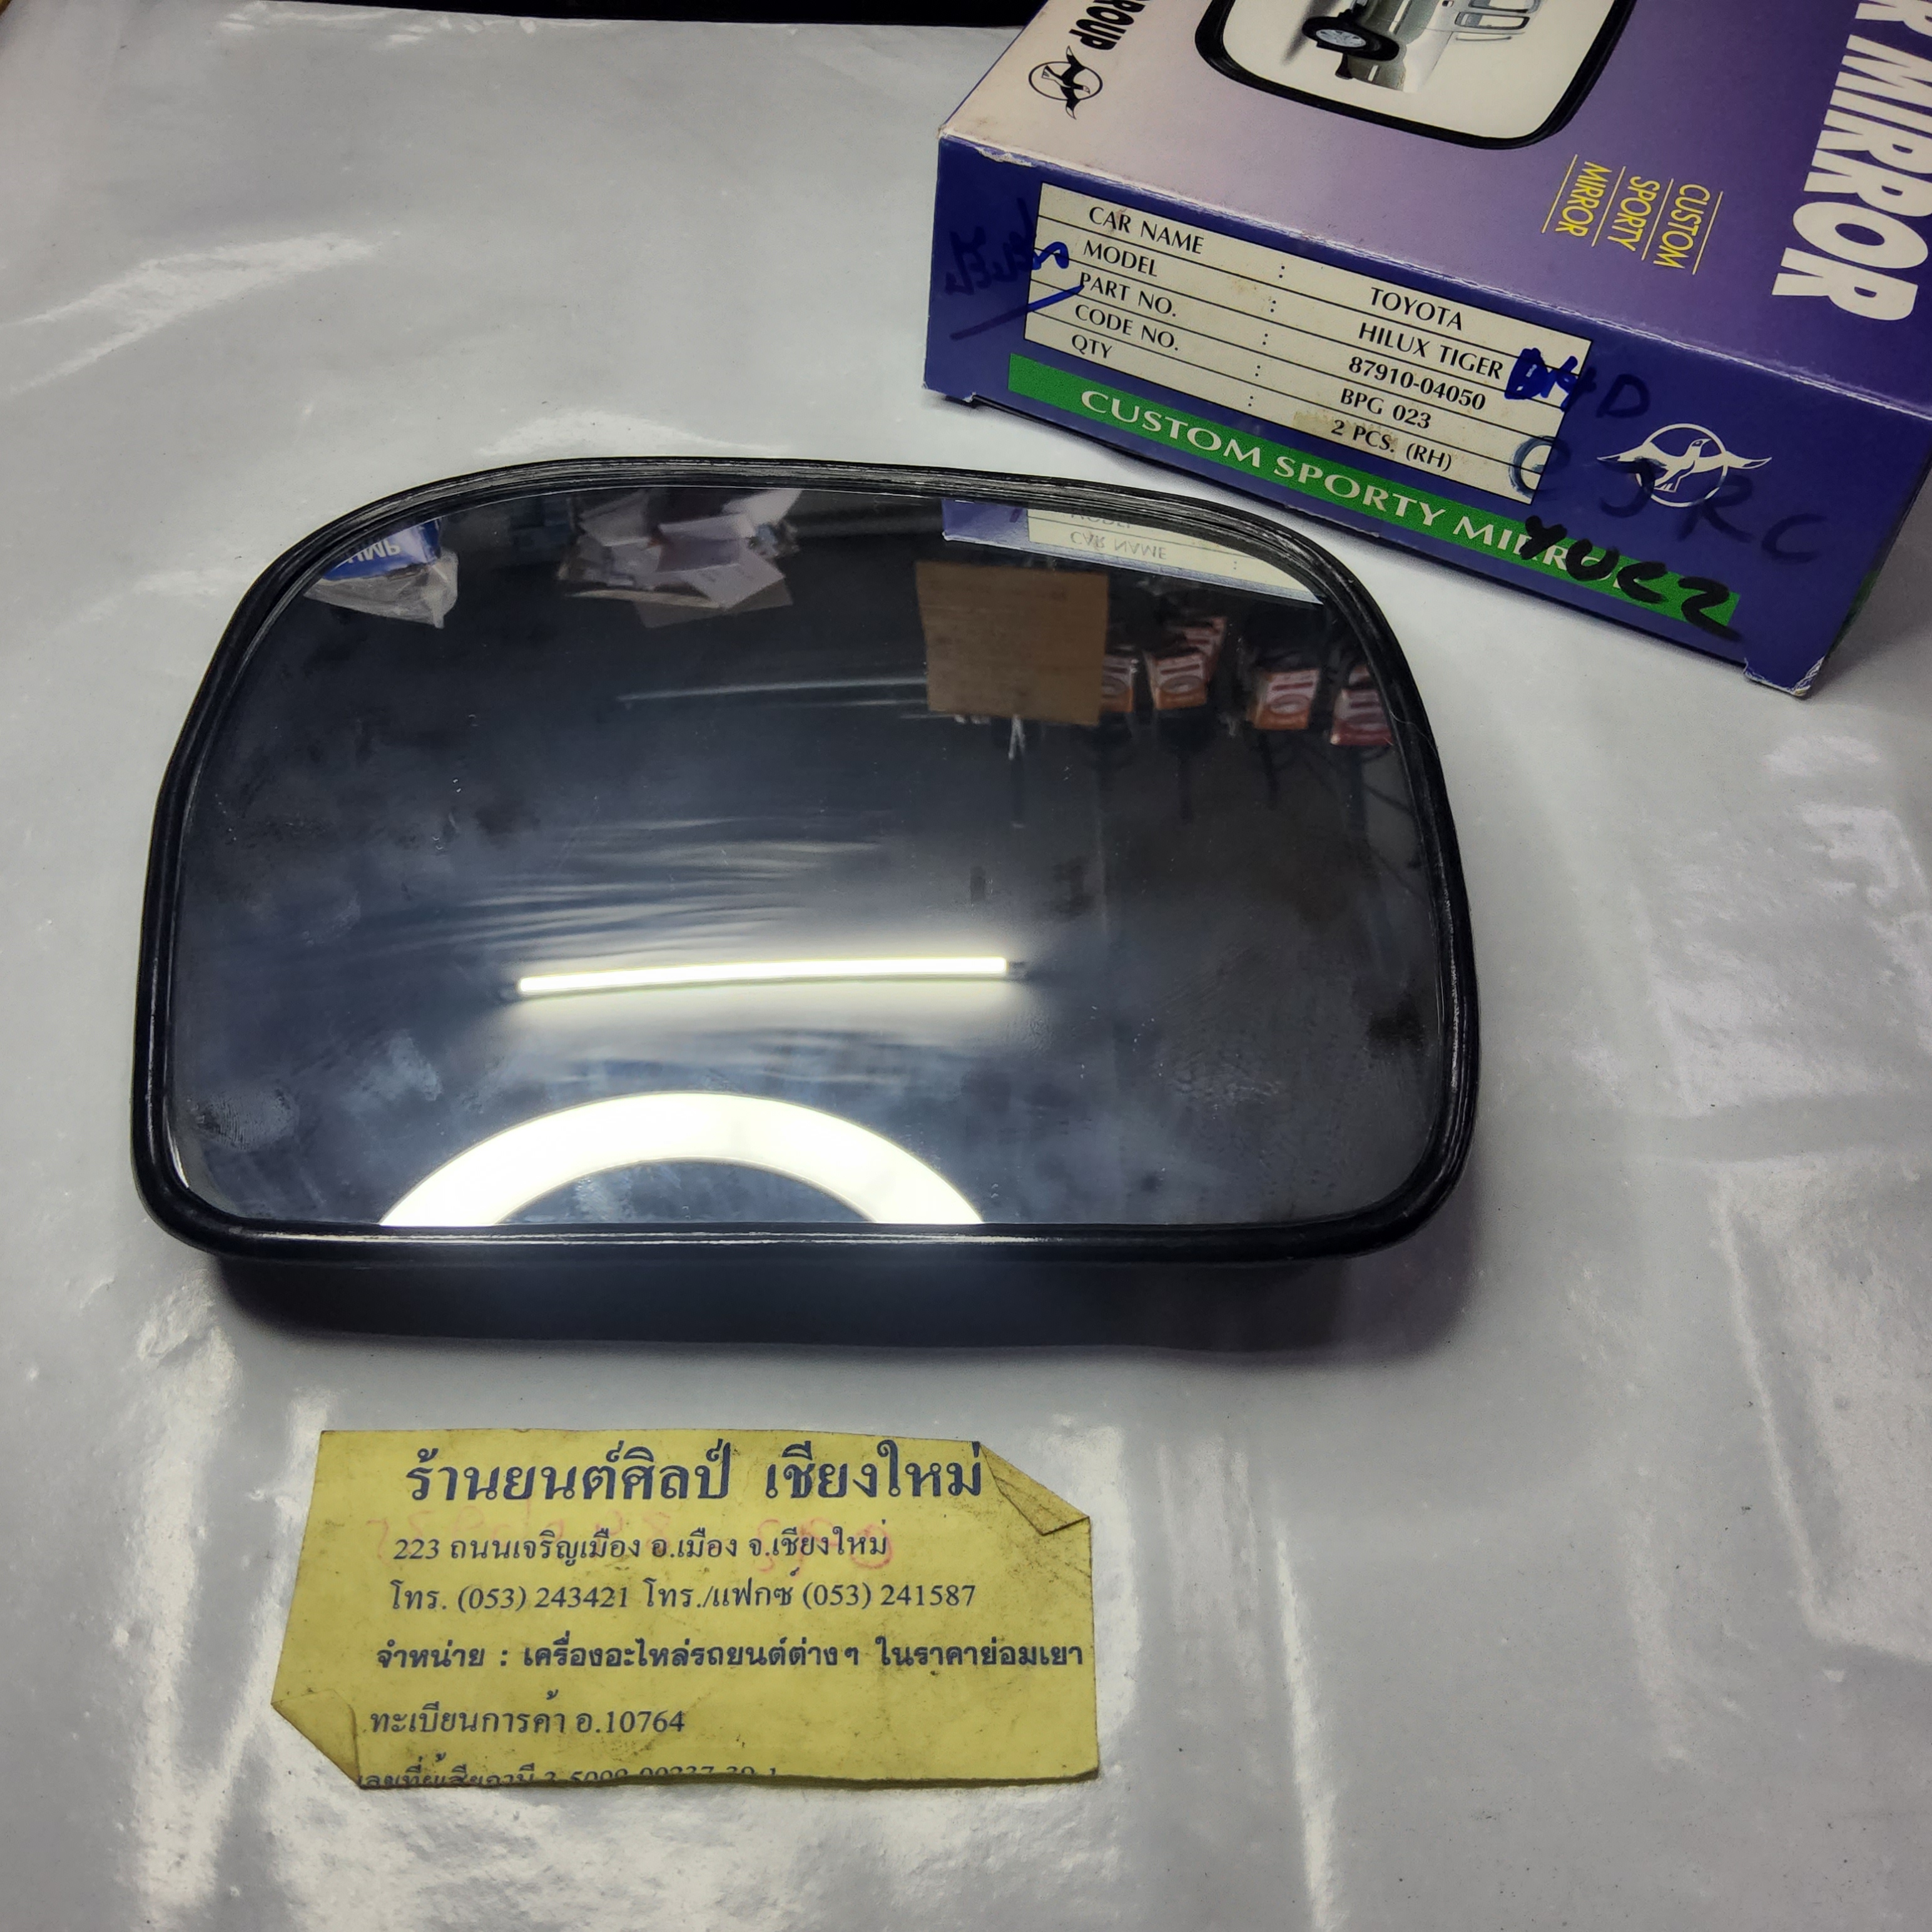 ROUP
R MIRROR
CUSTOM
SPORTY
MIRROR
CAR NAME : TOYOTA
MODEL : HILUX TIGER
PART NO. : 87910-04050
CODE NO. : BPG 023
QTY : 2 PCS. (RH)
CUSTOM SPORTY MIRROR
JRC
CAR NAME
ร้านยนต์ศิลป์ เชียงใหม่
223 ถนนเจริญเมือง อ.เมือง จ.เชียงใหม่
โทร. (053) 243421 โทร./แฟกซ์ (053) 241587
จำหน่าย : เครื่องอะไหล่รถยนต์ต่างๆ ในราคาย่อมเยา
ทะเบียนการค้า อ.10764